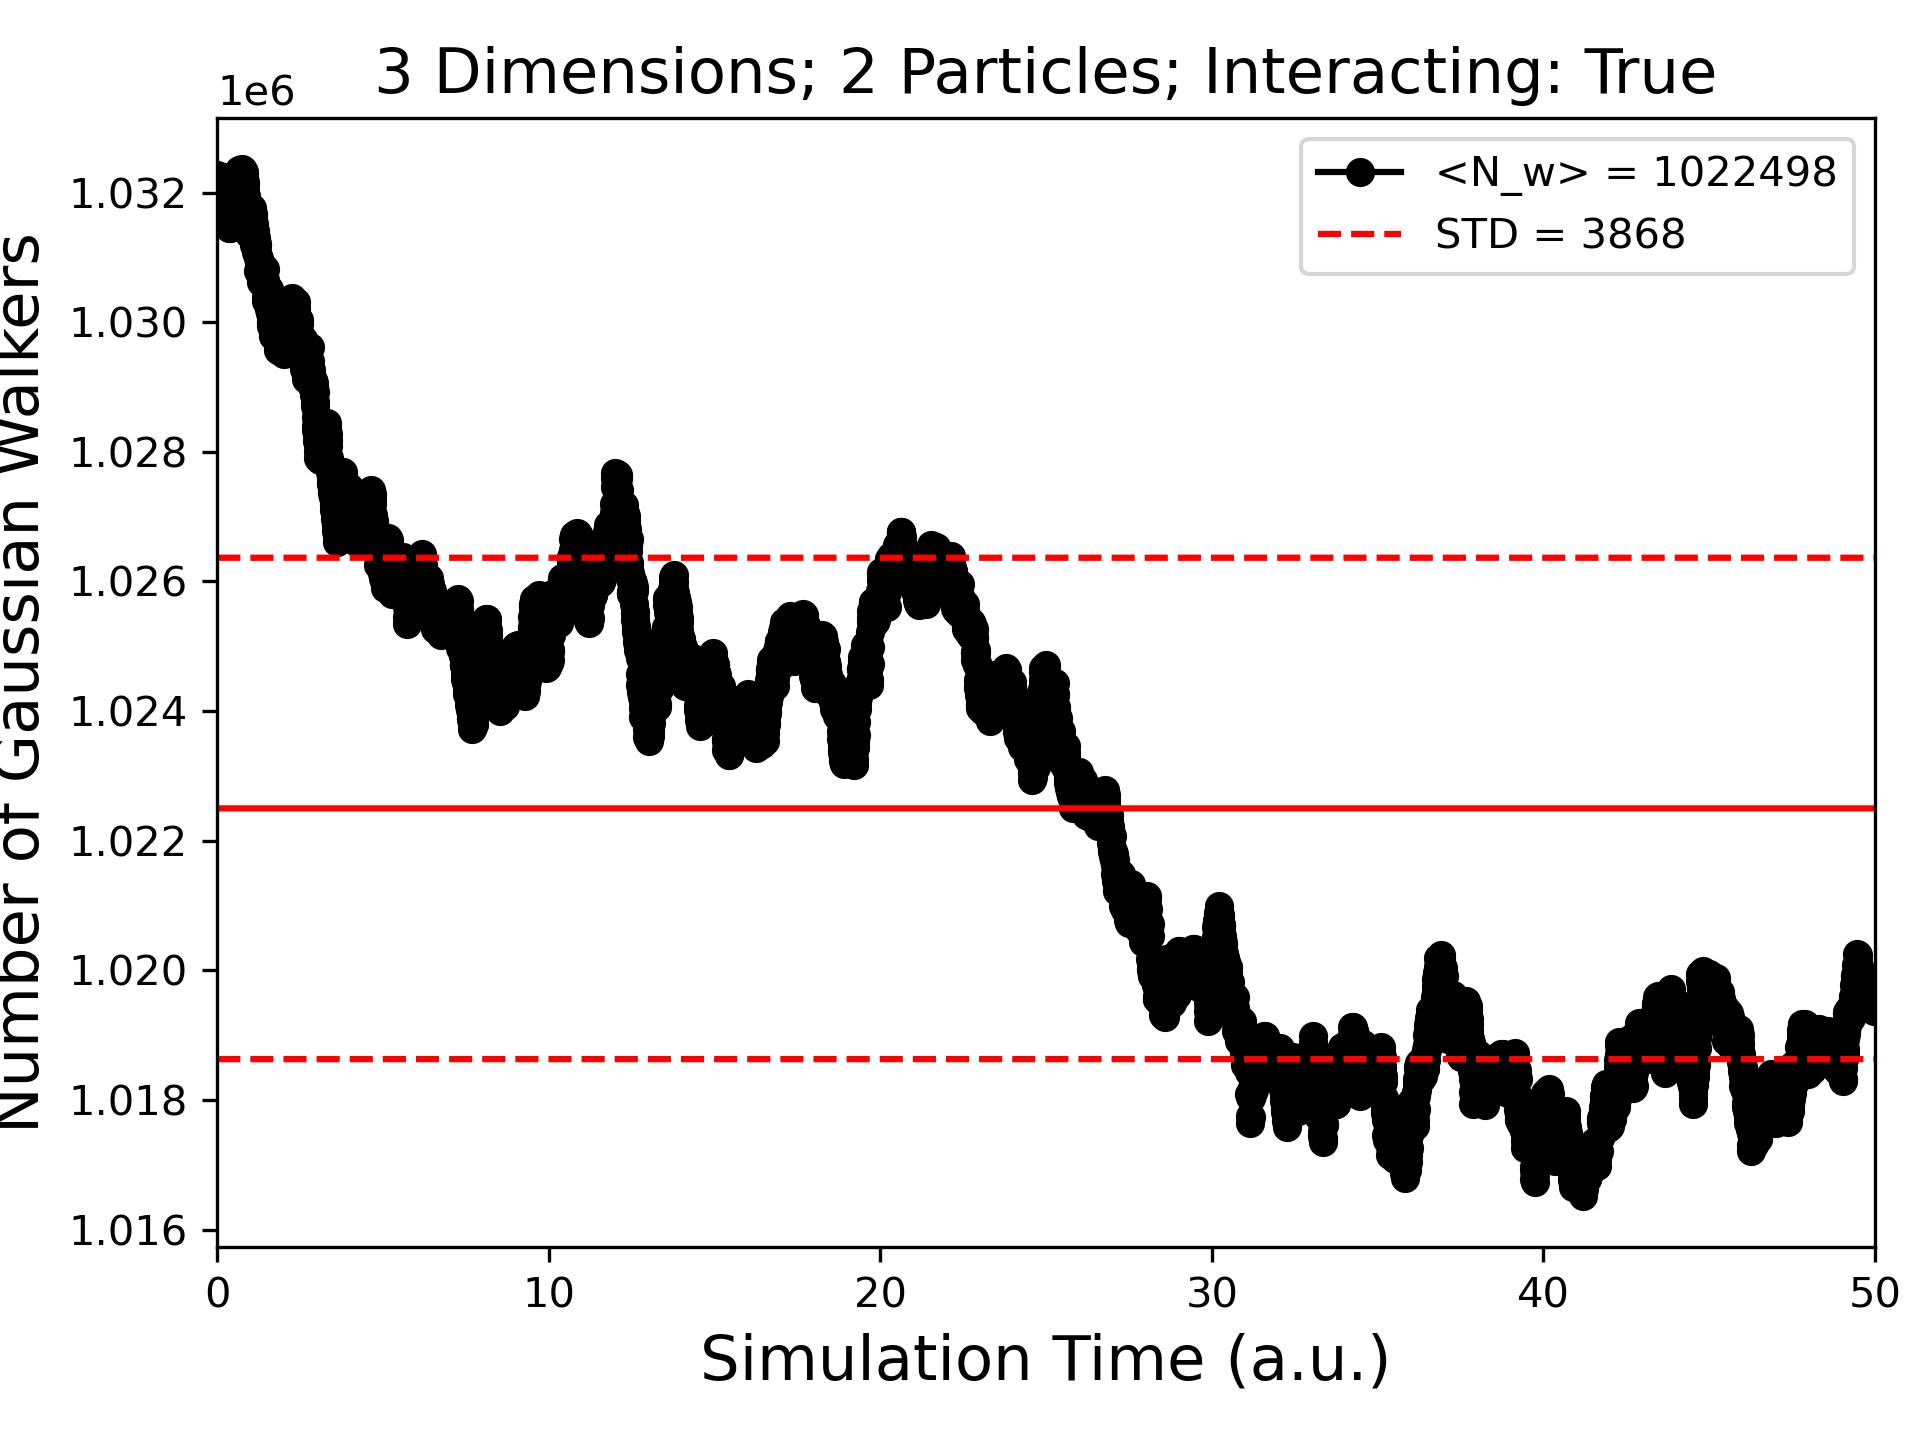 3 Dimensions; 2 Particles; Interacting: True
1e6
<N_w> = 1022498
STD = 3868
Number of Gaussian Walkers
1.032
1.030
1.028
1.026
1.024
1.022
1.020
1.018
1.016
0 10 20 30 40 50
Simulation Time (a.u.)